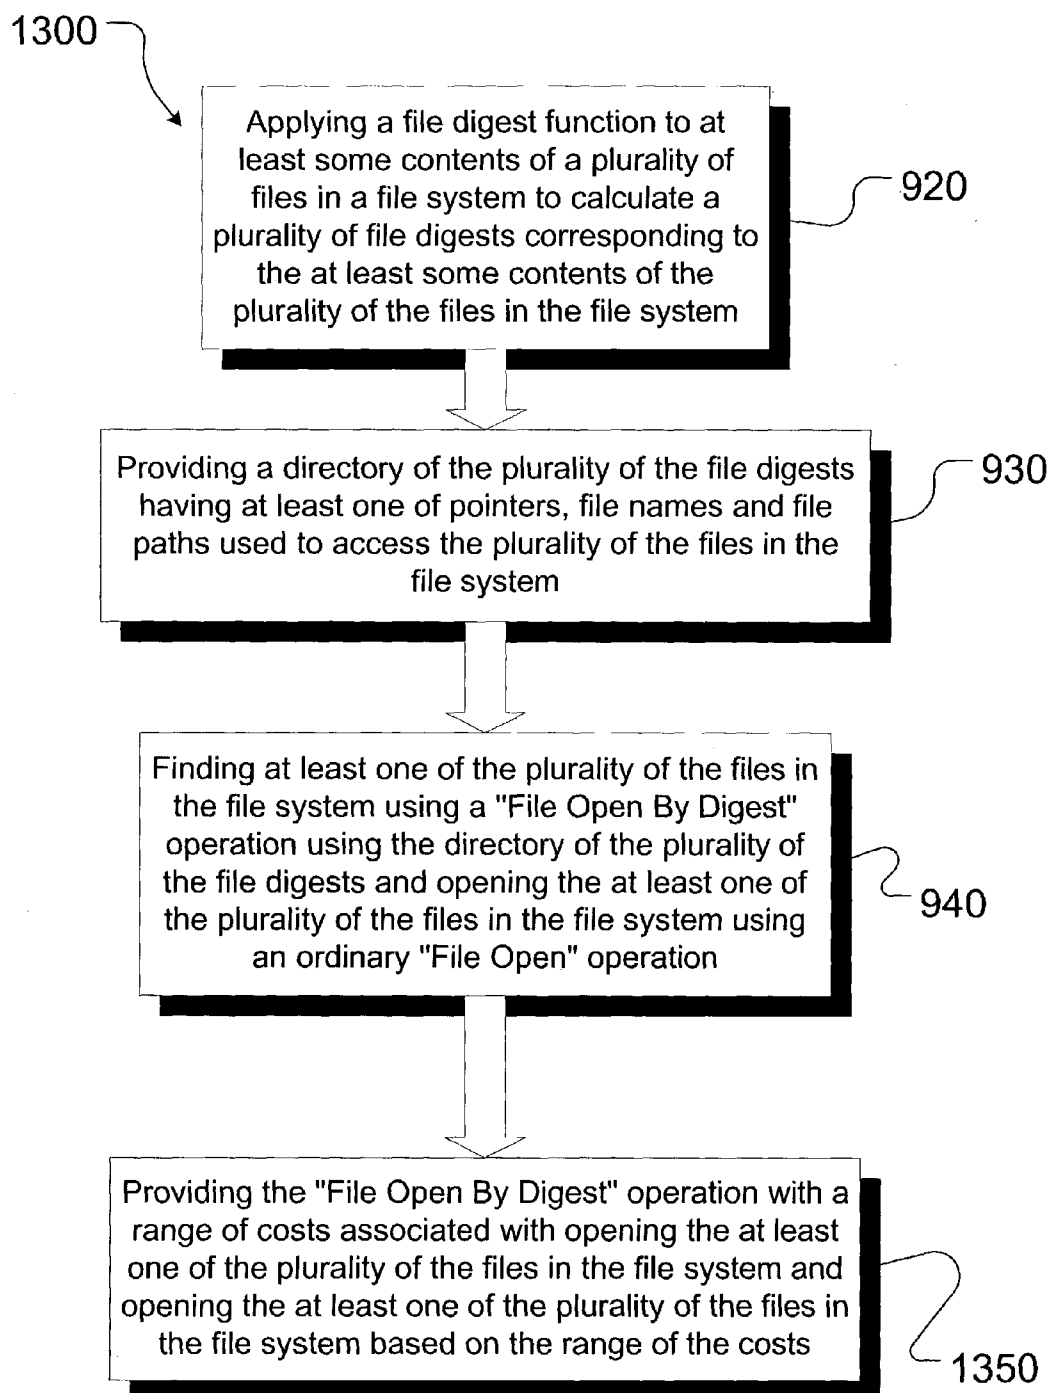 1300
Applying a file digest function to at
least some contents of a plurality of
files in a file system to calculate a
plurality of file digests corresponding to
the at least some contents of the
plurality of the files in the file system
920
Providing a directory of the plurality of the file digests
having at least one of pointers, file names and file
paths used to access the plurality of the files in the
file system
930
Finding at least one of the plurality of the files in
the file system using a "File Open By Digest"
operation using the directory of the plurality of
the file digests and opening the at least one of
the plurality of the files in the file system using
an ordinary "File Open" operation
940
Providing the "File Open By Digest" operation with a
range of costs associated with opening the at least
one of the plurality of the files in the file system and
opening the at least one of the plurality of the files in
the file system based on the range of the costs
1350